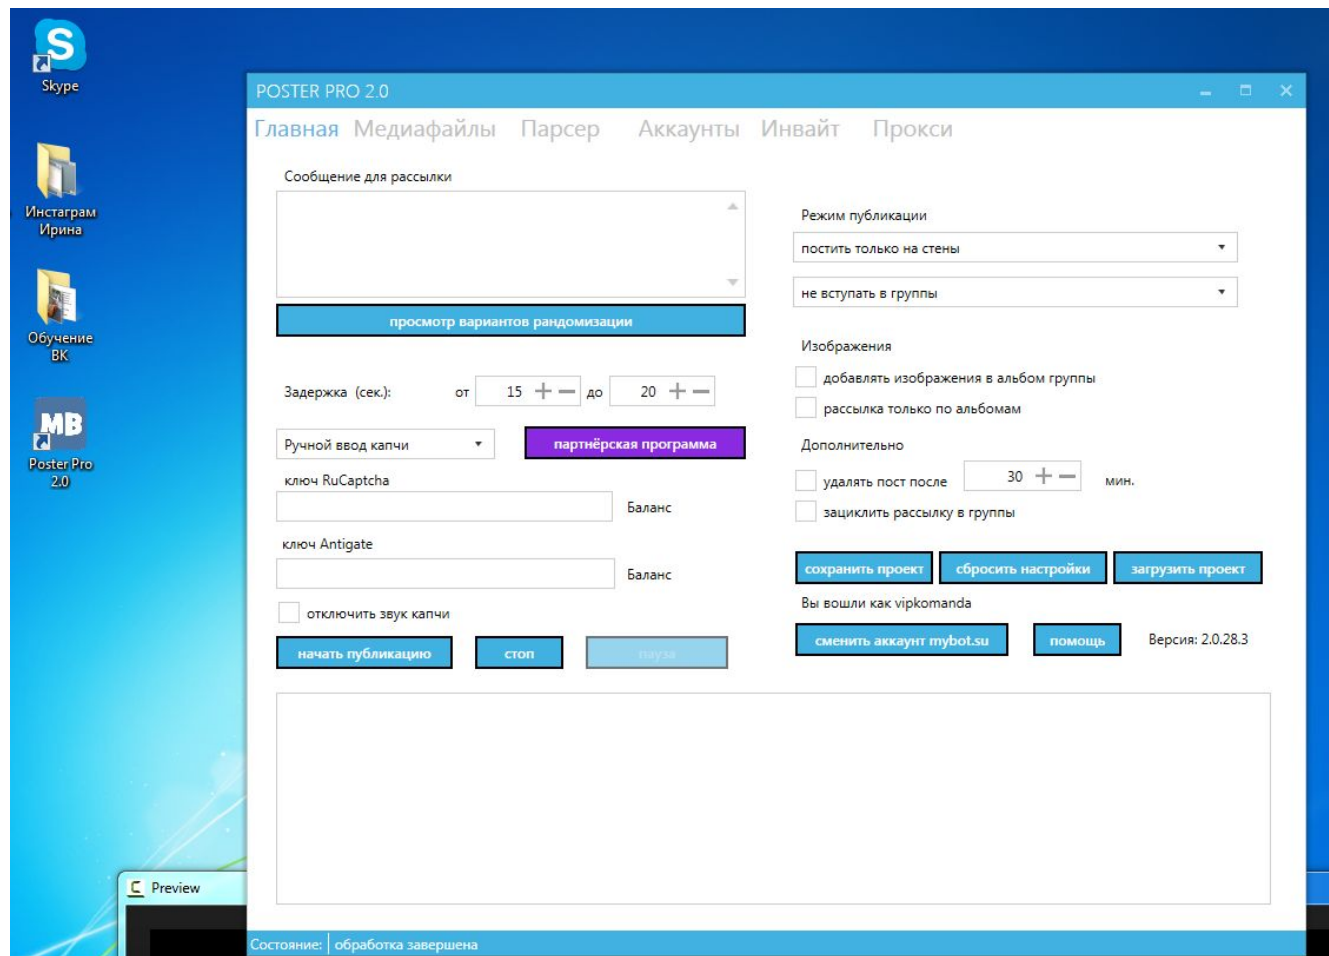 Skype
Инстаграм
Ирина
Обучение
ВК
MB
Poster Pro
2.0
POSTER PRO 2.0
Главная Медиафайлы Парсер Аккаунты Инвайт Прокси
Сообщение для рассылки
просмотр вариантов рандомизации
Задержка (сек.): от 15 до 20
Ручной ввод капчи партнёрская программа
ключ RuCaptcha
Баланс
ключ Antigate
Баланс
отключить звук капчи
начать публикацию стоп пауза
Режим публикации
постить только на стены
не вступать в группы
Изображения
добавлять изображения в альбом группы
рассылка только по альбомам
Дополнительно
удалять пост после 30 мин.
зациклить рассылку в группы
сохранить проект сбросить настройки загрузить проект
Вы вошли как vipkomanda
сменить аккаунт mybot.su помощь Версия: 2.0.28.3
Preview
Состояние: обработка завершена